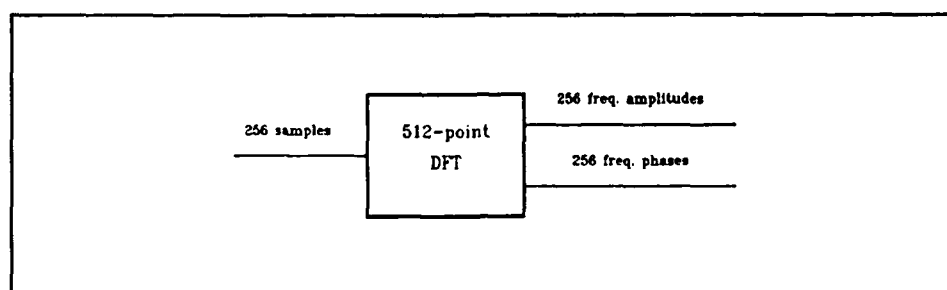 256 samples
512-point
DFT
256 freq. amplitudes
256 freq. phases